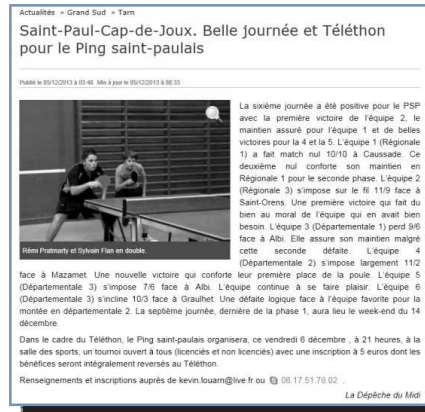 Actualités » Grand Sud » Tarn
Saint-Paul-Cap-de-Joux. Belle journée et Téléthon
pour le Ping saint-paulais
Publié le 05/12/2013 à 03:46 Mis à jour le 05/12/2013 à 08:33
Rémi Pratmarty et Sylvain Flan en double.
La sixième journée a été positive pour le PSP
avec la première victoire de l'équipe 2, le
maintien assuré pour l'équipe 1 et de belles
victoires pour la 4 et la 5. L'équipe 1 (Régionale
1) a fait match nul 10/10 à Caussade. Ce
deuxième nul conforte son maintien en
Régionale 1 pour le seconde phase. L'équipe 2
(Régionale 3) s'impose sur le fil 11/9 face à
Saint-Orens. Une première victoire qui fait du
bien au moral de l'équipe qui en avait bien
besoin. L'équipe 3 (Départementale 1) perd 9/6
face à Albi. Elle assure son maintien malgré
cette seconde défaite. L'équipe 4
(Départementale 2) s'impose largement 11/2
face à Mazamet. Une nouvelle victoire qui conforte leur première place de la poule. L'équipe 5
(Départementale 3) s'impose 7/6 face à Albi. L'équipe continue à se faire plaisir. L'équipe 6
(Départementale 3) s'incline 10/3 face à Graulhet. Une défaite logique face à l'équipe favorite pour la
montée en départementale 2. La septième journée, dernière de la phase 1, aura lieu le week-end du 14
décembre.
Dans le cadre du Téléthon, le Ping saint-paulais organisera, ce vendredi 6 décembre , à 21 heures, à la
salle des sports, un tournoi ouvert à tous (licenciés et non licenciés) avec une inscription à 5 euros dont les
bénéfices seront intégralement reversés au Téléthon.
Renseignements et inscriptions auprès de kevin.louarn@live.fr ou 06.17.51.78.02 .
La Dépêche du Midi